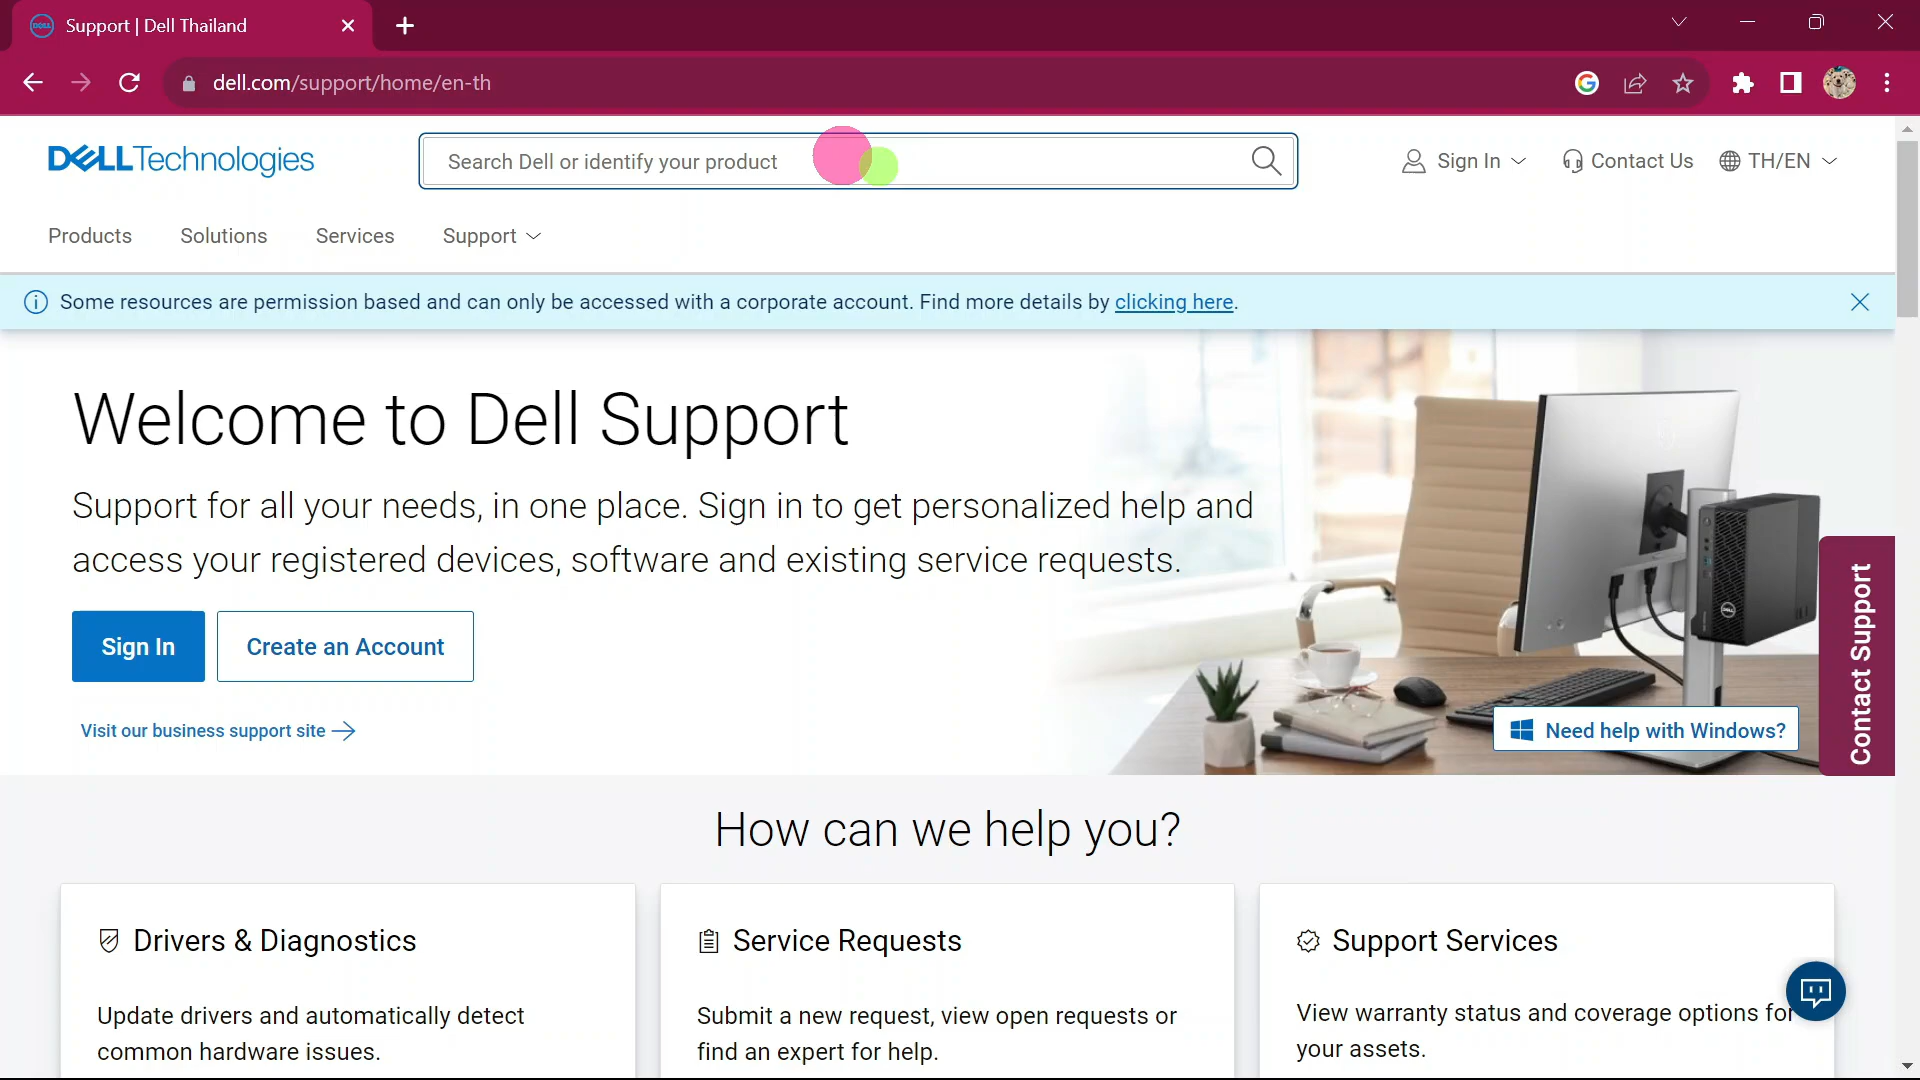 Support | Dell Thailand
dell.com/support/home/en-th
DELLTechnologies
Search Dell or identify your product
Sign In
Contact Us
TH/EN
Products
Solutions
Services
Support
Some resources are permission based and can only be accessed with a corporate account. Find more details by clicking here.
Welcome to Dell Support
Support for all your needs, in one place. Sign in to get personalized help and
access your registered devices, software and existing service requests.
Sign In
Create an Account
Visit our business support site
Need help with Windows?
Contact Support
How can we help you?
Drivers & Diagnostics
Update drivers and automatically detect
common hardware issues.
Service Requests
Submit a new request, view open requests or
find an expert for help.
Support Services
View warranty status and coverage options for
your assets.